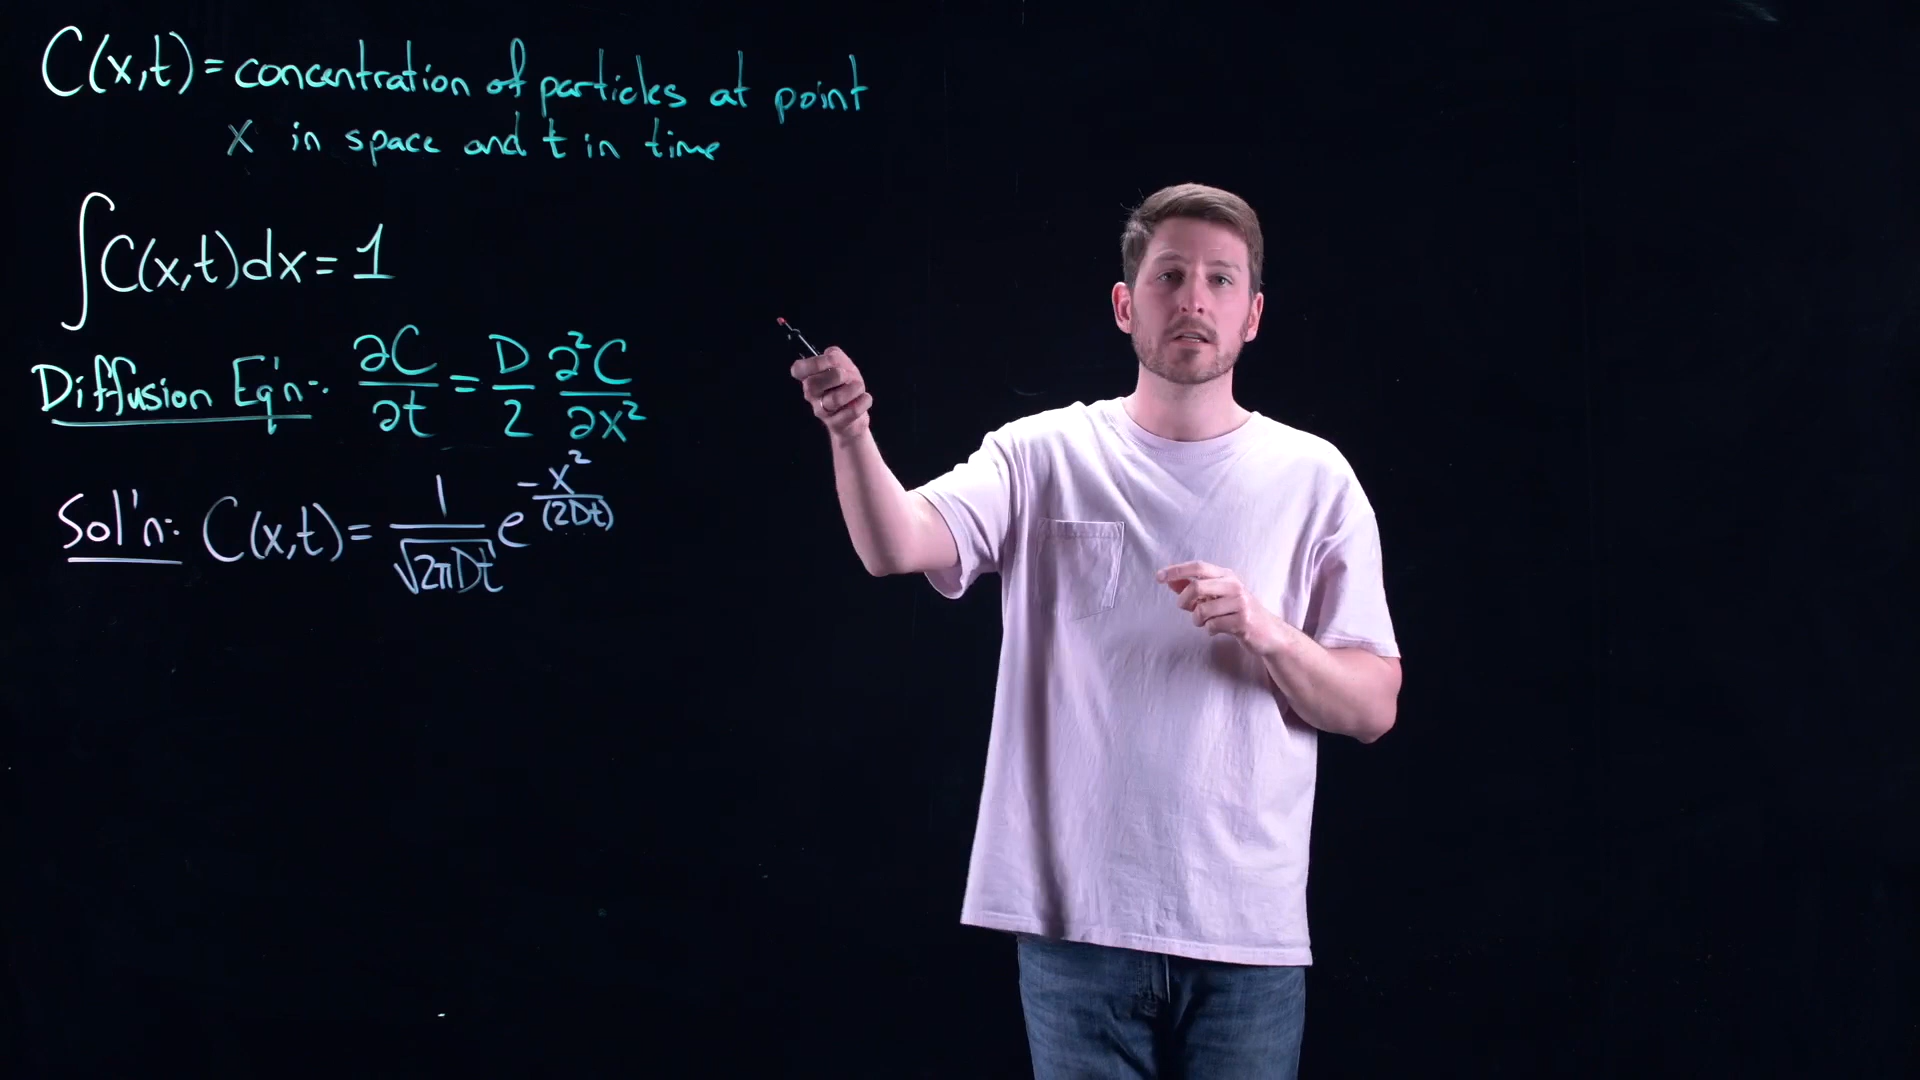 C(x,t) = concentration of particles at point
x in space and t in time
∫C(x,t)dx = 1
Diffusion Eq'n: ∂C/∂t = D/2 ∂²C/∂x²
Sol'n: C(x,t) = 1/√2πDt e^-x²/(2Dt)